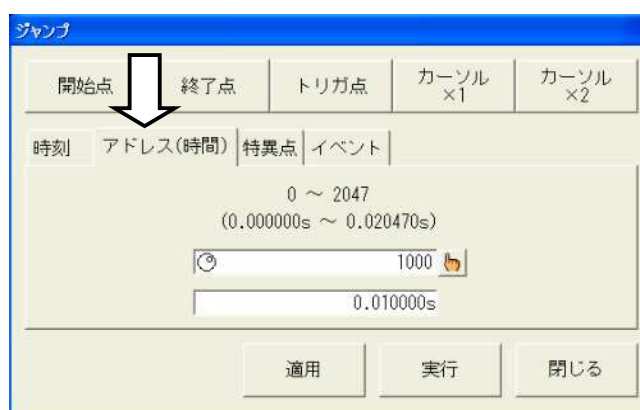 ジャンプ
開始点 終了点 トリガ点 カーソル×1 カーソル×2
時刻 アドレス(時間) 特異点 イベント
0 ～ 2047
(0.000000s ～ 0.020470s)
1000
0.010000s
適用 実行 閉じる